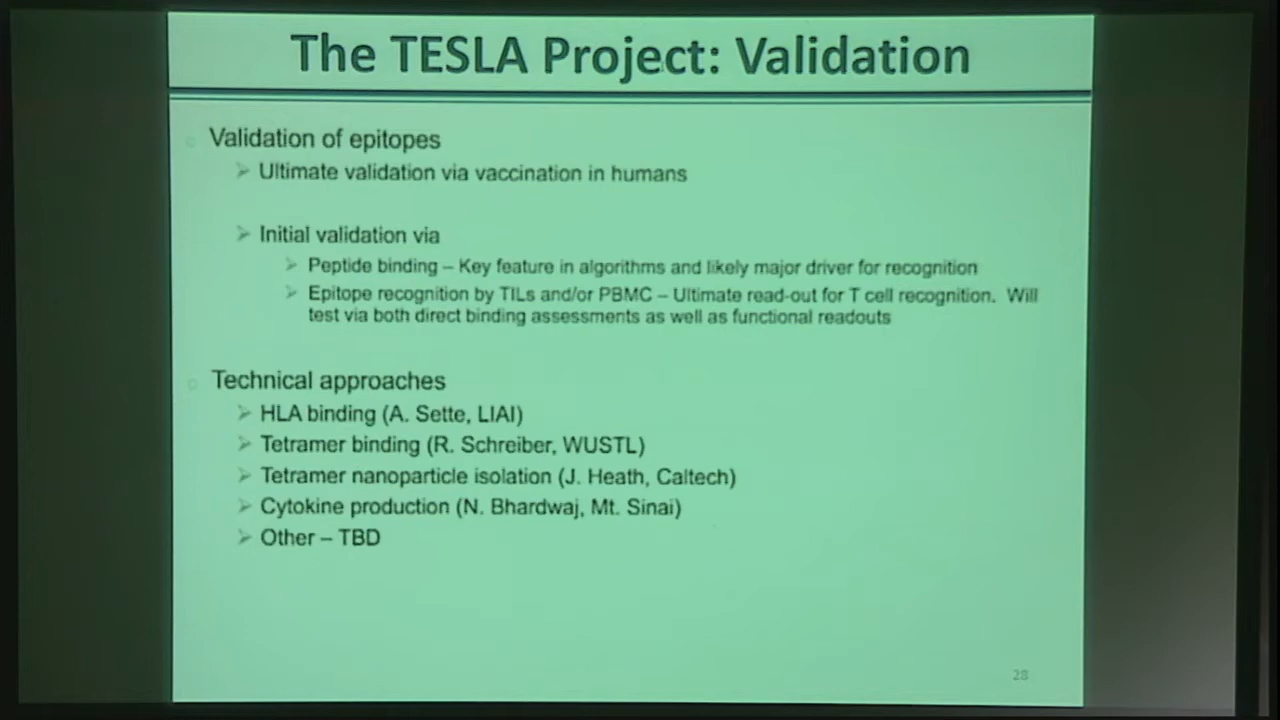 The TESLA Project: Validation
Validation of epitopes
Ultimate validation via vaccination in humans
Initial validation via
Peptide binding – Key feature in algorithms and likely major driver for recognition
Epitope recognition by TILs and/or PBMC – Ultimate read-out for T cell recognition. Will
test via both direct binding assessments as well as functional readouts
Technical approaches
HLA binding (A. Sette, LIAI)
Tetramer binding (R. Schreiber, WUSTL)
Tetramer nanoparticle isolation (J. Heath, Caltech)
Cytokine production (N. Bhardwaj, Mt. Sinai)
Other – TBD
28